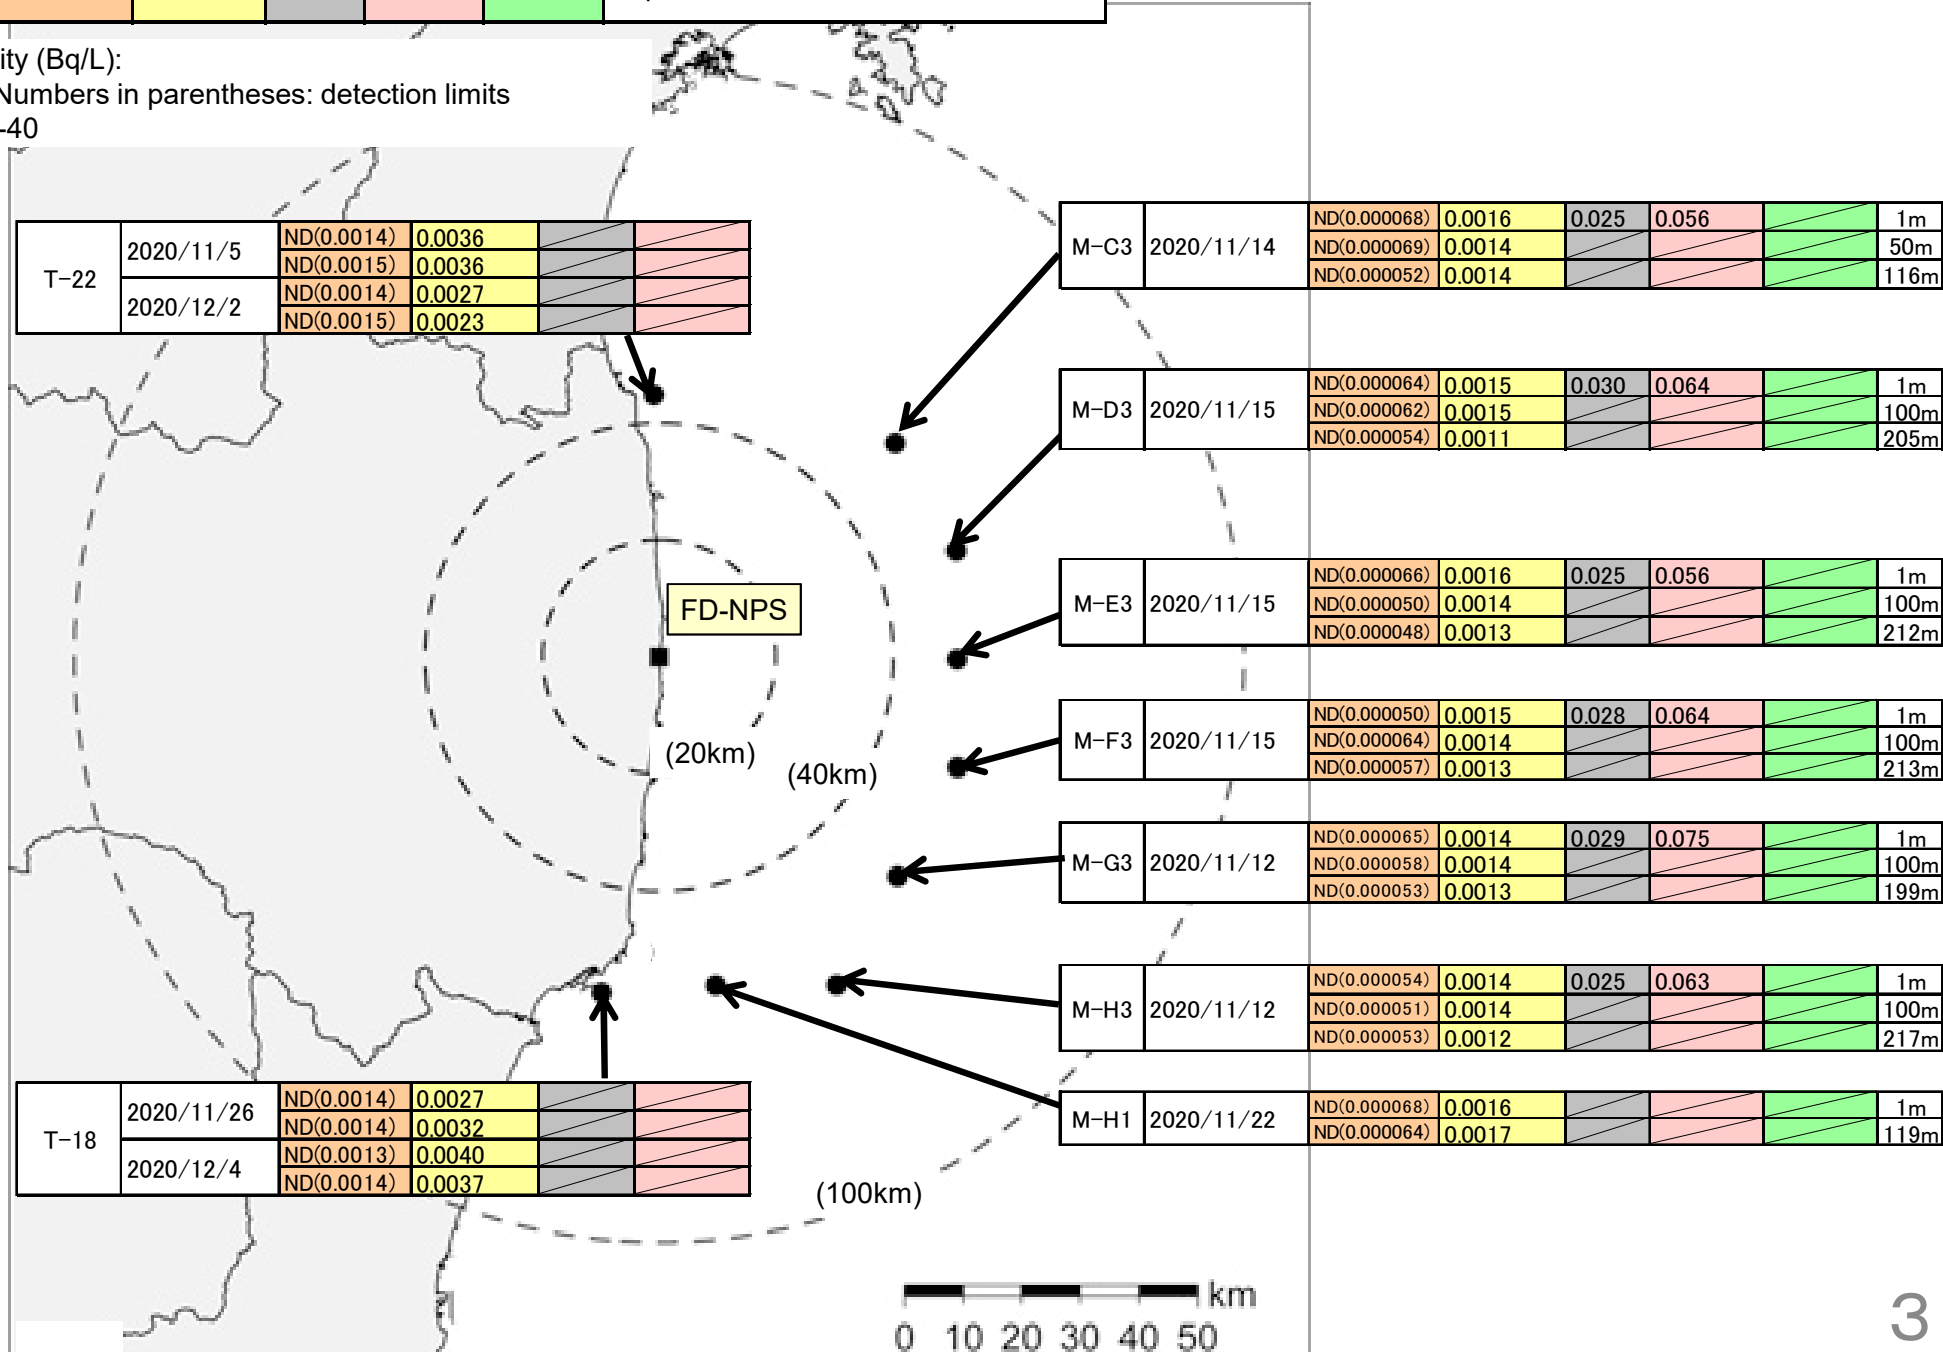 ity (Bq/L):
Numbers in parentheses: detection limits
-40
T-22
2020/11/5
ND(0.0014) 0.0036
ND(0.0015) 0.0036
2020/12/2
ND(0.0014) 0.0027
ND(0.0015) 0.0023
M-C3 2020/11/14
ND(0.000068) 0.0016 0.025 0.056 1m
ND(0.000069) 0.0014 50m
ND(0.000052) 0.0014 116m
M-D3 2020/11/15
ND(0.000064) 0.0015 0.030 0.064 1m
ND(0.000062) 0.0015 100m
ND(0.000054) 0.0011 205m
M-E3 2020/11/15
ND(0.000066) 0.0016 0.025 0.056 1m
ND(0.000050) 0.0014 100m
ND(0.000048) 0.0013 212m
FD-NPS
(20km)
(40km)
M-F3 2020/11/15
ND(0.000050) 0.0015 0.028 0.064 1m
ND(0.000064) 0.0014 100m
ND(0.000057) 0.0013 213m
M-G3 2020/11/12
ND(0.000065) 0.0014 0.029 0.075 1m
ND(0.000058) 0.0014 100m
ND(0.000053) 0.0013 199m
M-H3 2020/11/12
ND(0.000054) 0.0014 0.025 0.063 1m
ND(0.000051) 0.0014 100m
ND(0.000053) 0.0012 217m
M-H1 2020/11/22
ND(0.000068) 0.0016 1m
ND(0.000064) 0.0017 119m
T-18
2020/11/26
ND(0.0014) 0.0027
ND(0.0014) 0.0032
2020/12/4
ND(0.0013) 0.0040
ND(0.0014) 0.0037
(100km)
km
0 10 20 30 40 50
3